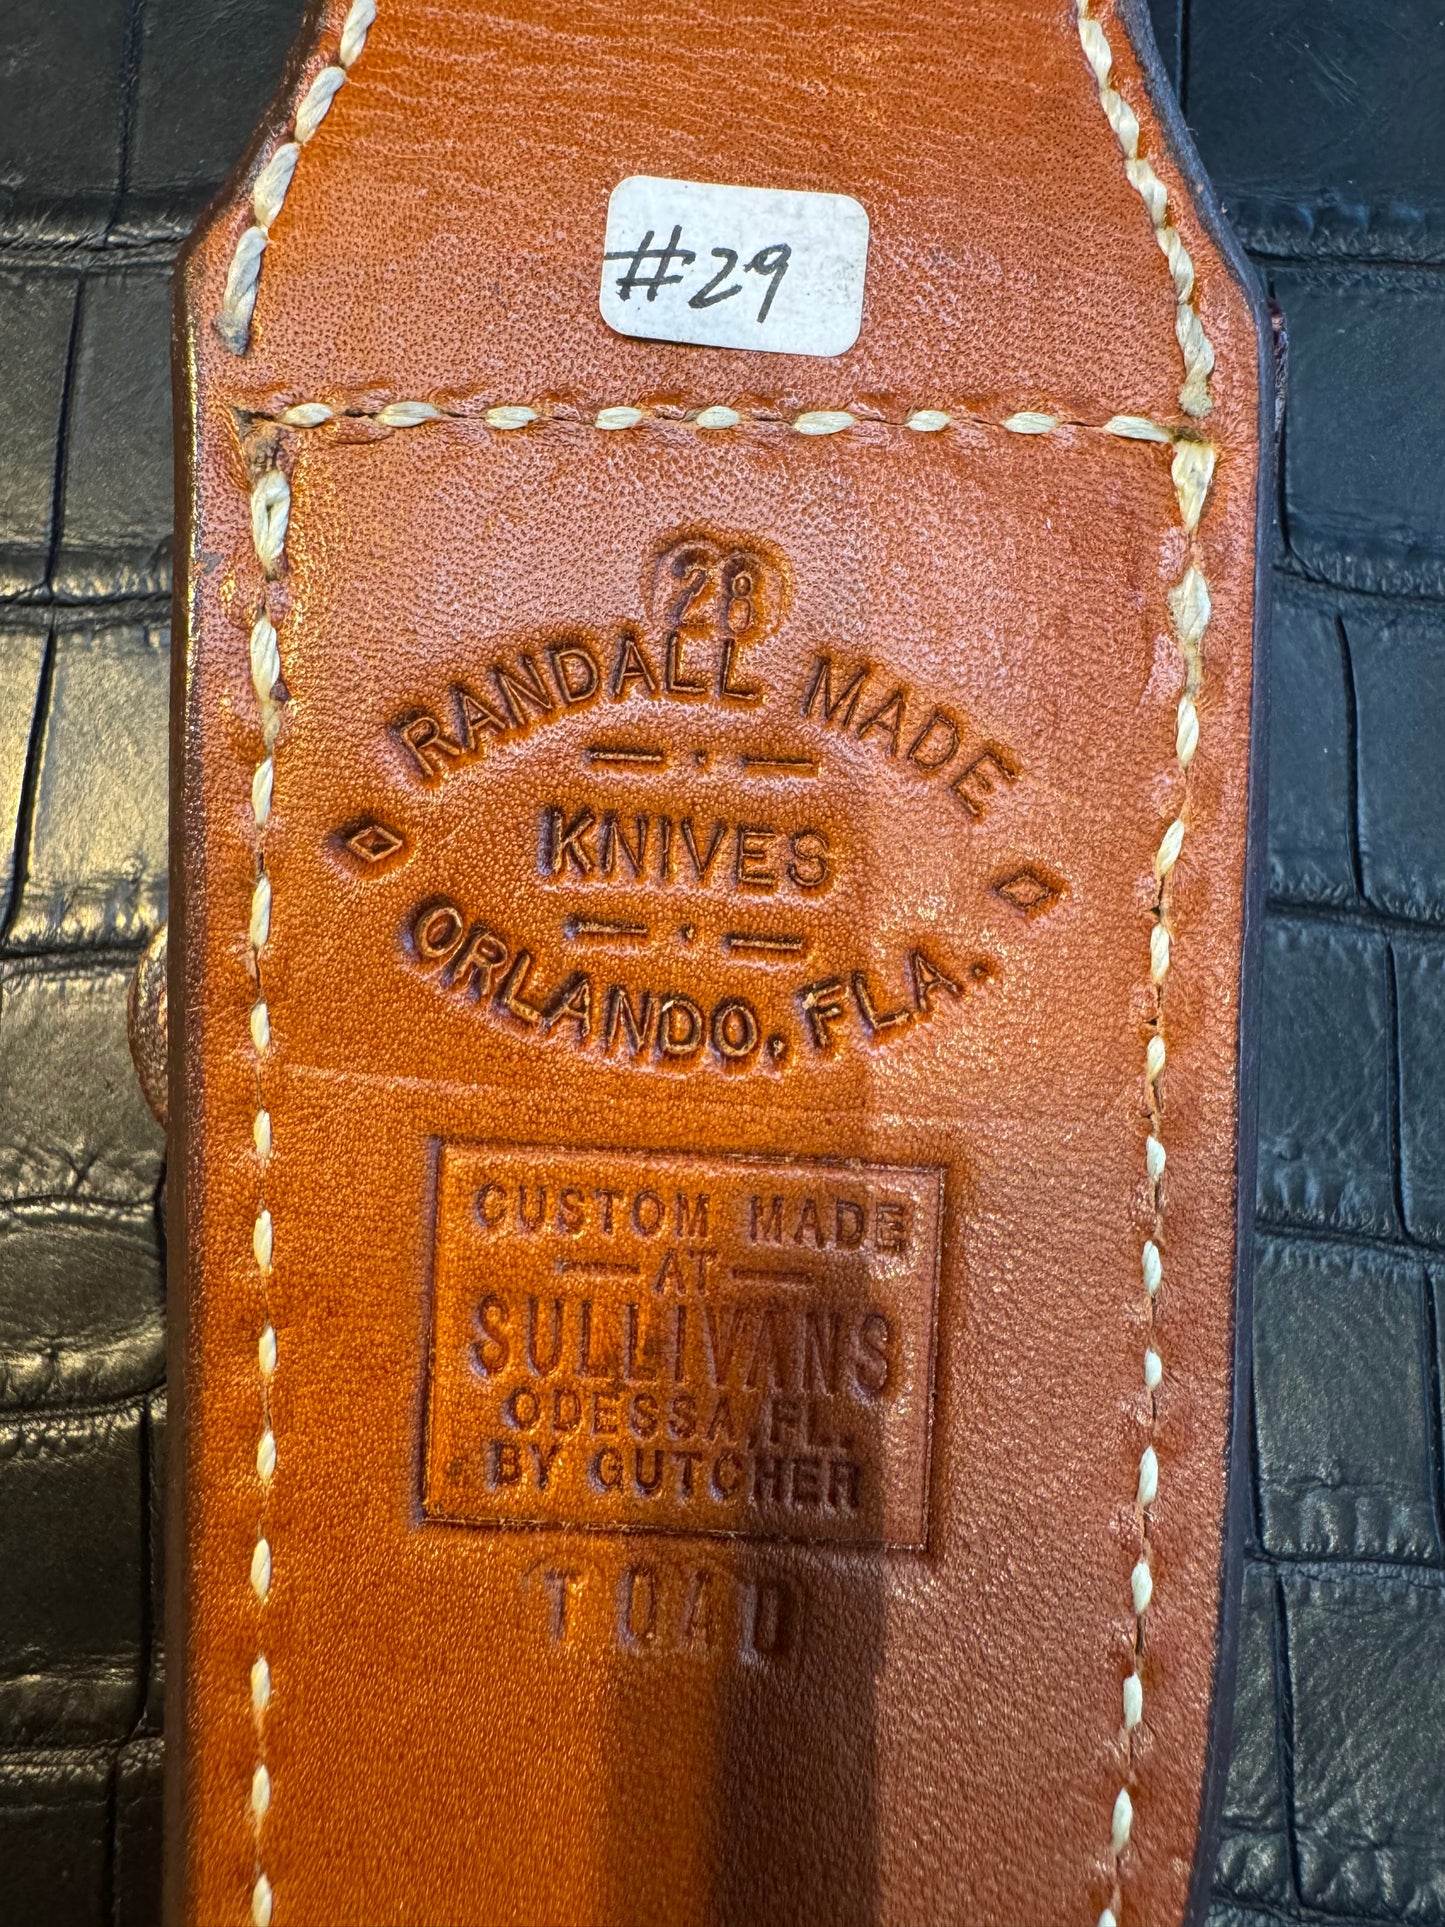 #29
28
RANDALL MADE
— · —
KNIVES
— · —
ORLANDO, FLA.
CUSTOM MADE
— AT —
SULLIVANS
ODESSA, FL.
BY GUTCHER
TOAD